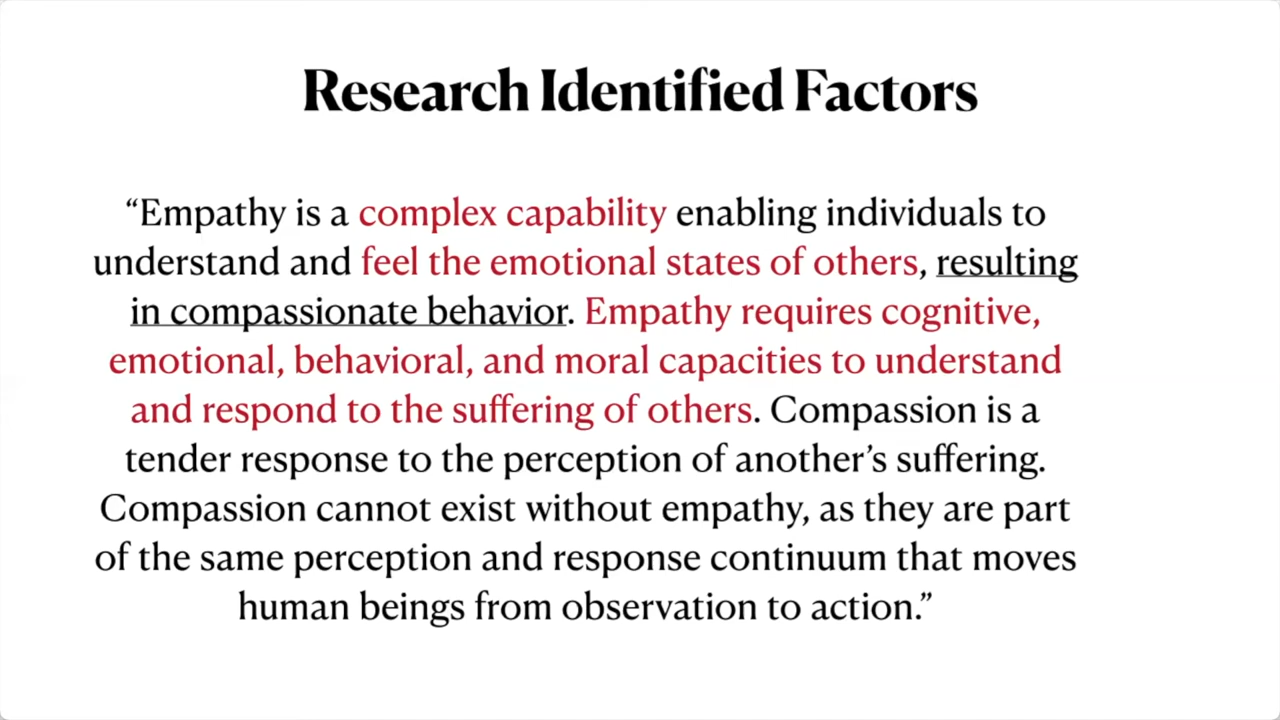 Research Identified Factors
“Empathy is a complex capability enabling individuals to
understand and feel the emotional states of others, resulting
in compassionate behavior. Empathy requires cognitive,
emotional, behavioral, and moral capacities to understand
and respond to the suffering of others. Compassion is a
tender response to the perception of another’s suffering.
Compassion cannot exist without empathy, as they are part
of the same perception and response continuum that moves
human beings from observation to action.”